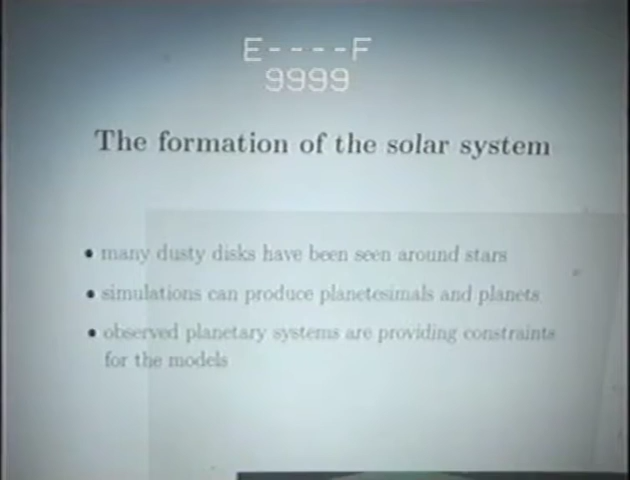 E----F
9999
The formation of the solar system
• many dusty disks have been seen around stars
• simulations can produce planetesimals and planets
• observed planetary systems are providing constraints
for the models